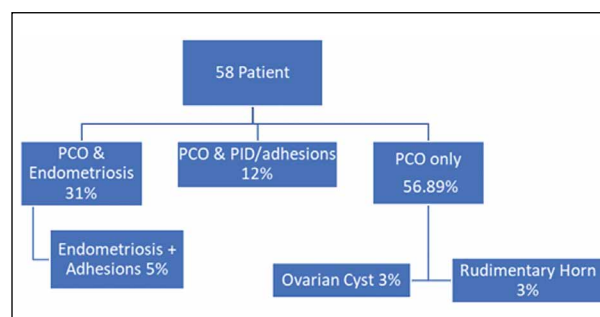 58 Patient
PCO &
Endometriosis
31%
PCO & PID/adhesions
12%
PCO only
56.89%
Endometriosis +
Adhesions 5%
Ovarian Cyst 3%
Rudimentary Horn
3%